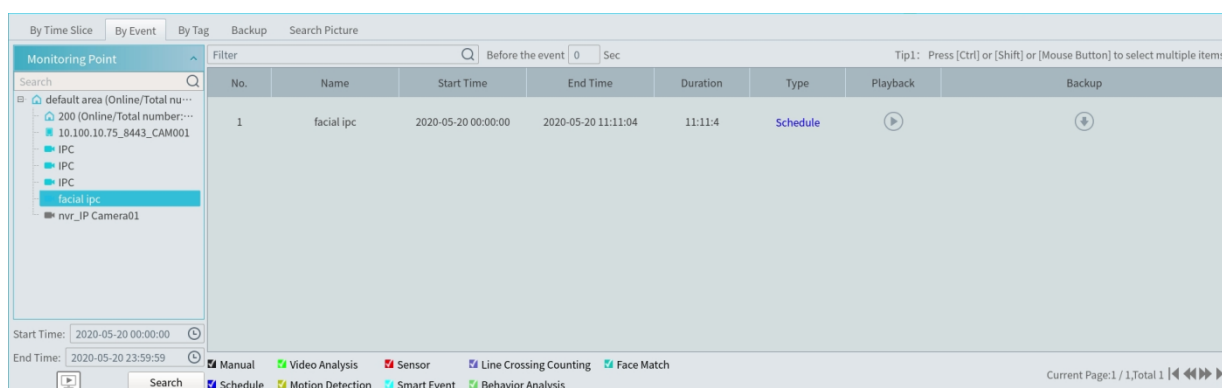 By Time Slice By Event By Tag Backup Search Picture
Monitoring Point
Filter Before the event 0 Sec Tip1: Press [Ctrl] or [Shift] or [Mouse Button] to select multiple items
Search
No. Name Start Time End Time Duration Type Playback Backup
default area (Online/Total nu···
200 (Online/Total number:···
10.100.10.75_8443_CAM001
IPC
IPC
IPC
facial ipc
nvr_IP Camera01
1 facial ipc 2020-05-20 00:00:00 2020-05-20 11:11:04 11:11:4 Schedule
Start Time: 2020-05-20 00:00:00
End Time: 2020-05-20 23:59:59
Search
Manual Video Analysis Sensor Line Crossing Counting Face Match
Schedule Motion Detection Smart Event Behavior Analysis
Current Page:1 / 1,Total 1